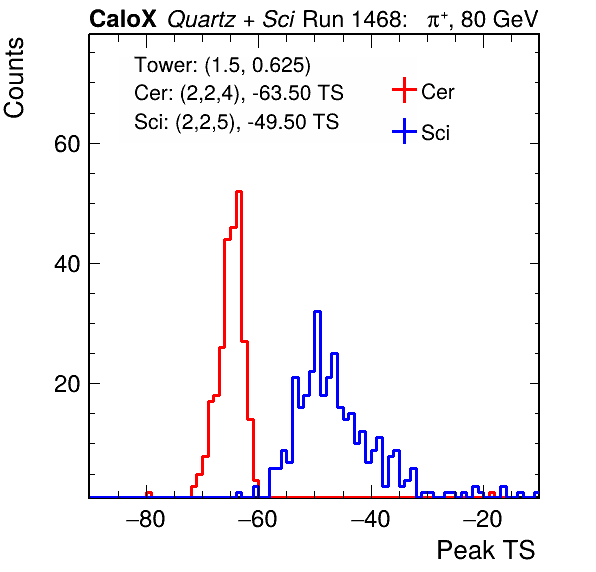 CaloX Quartz + Sci Run 1468: π⁺, 80 GeV
Counts
Tower: (1.5, 0.625)
Cer: (2,2,4), -63.50 TS
Sci: (2,2,5), -49.50 TS
Cer
Sci
60
40
20
−80 −60 −40 −20
Peak TS